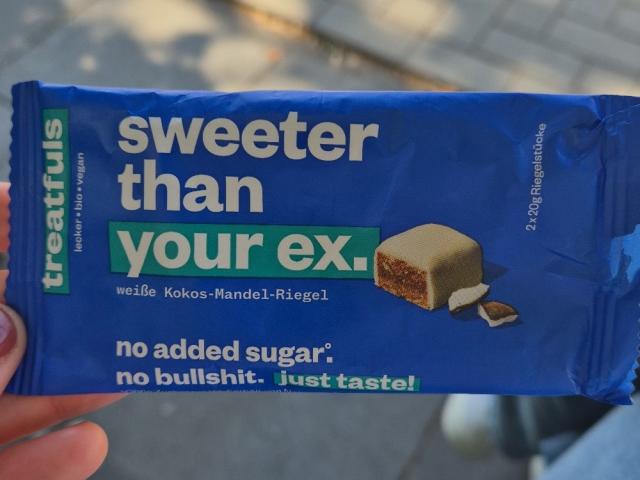 treatfuls
lecker • bio • vegan
sweeter
than
your ex.
weiße Kokos-Mandel-Riegel
no added sugar°.
no bullshit. just taste!
2 x 20g Riegelstücke